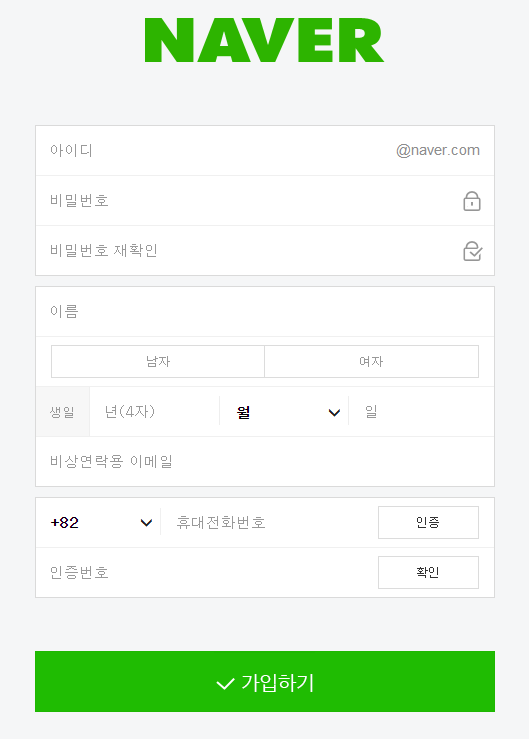 NAVER
아이디 @naver.com
비밀번호
비밀번호 재확인
이름
남자 여자
생일 년(4자) 월 일
비상연락용 이메일
+82 휴대전화번호 인증
인증번호 확인
가입하기